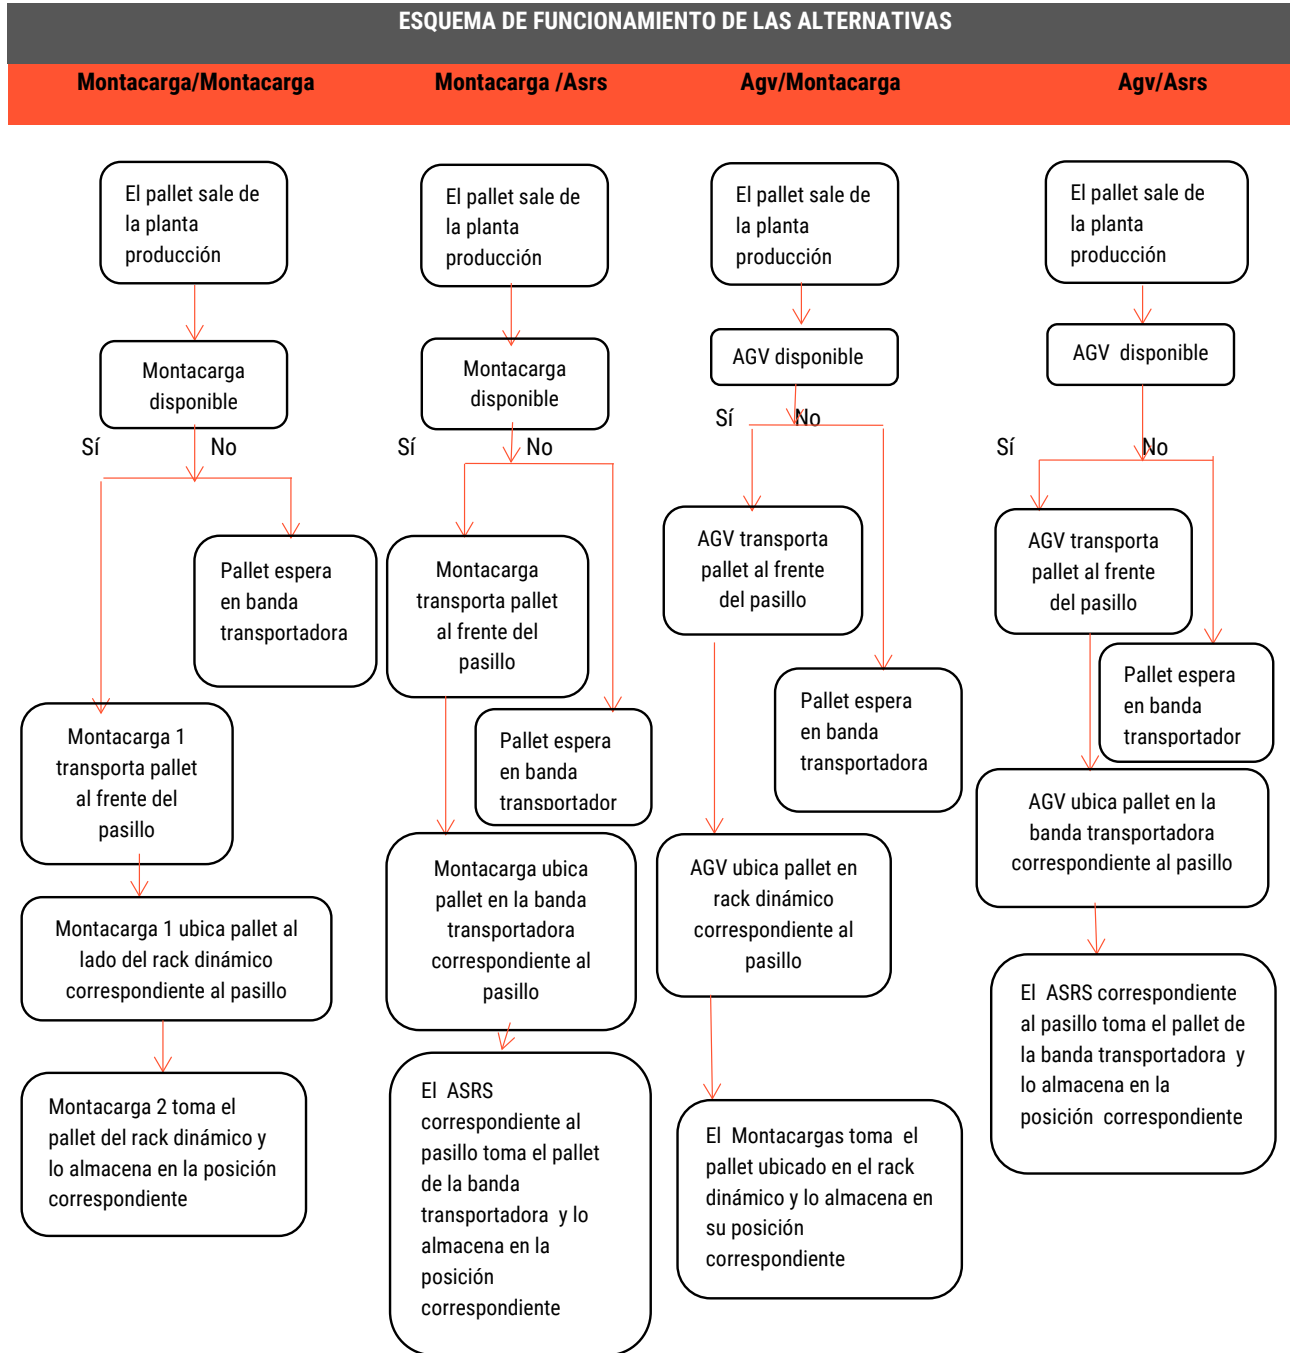 ESQUEMA DE FUNCIONAMIENTO DE LAS ALTERNATIVAS
Montacarga/Montacarga
Montacarga /Asrs
Agv/Montacarga
Agv/Asrs
El pallet sale de
la planta
producción
Montacarga
disponible
Sí
No
Pallet espera
en banda
transportadora
Montacarga 1
transporta pallet
al frente del
pasillo
Montacarga 1 ubica pallet al
lado del rack dinámico
correspondiente al pasillo
Montacarga 2 toma el
pallet del rack dinámico y
lo almacena en la posición
correspondiente
El pallet sale de
la planta
producción
Montacarga
disponible
Sí
No
Montacarga
transporta pallet
al frente del
pasillo
Pallet espera
en banda
transportador
Montacarga ubica
pallet en la banda
transportadora
correspondiente al
pasillo
El ASRS
correspondiente al
pasillo toma el pallet
de la banda
transportadora y lo
almacena en la
posición
correspondiente
El pallet sale de
la planta
producción
AGV disponible
Sí
No
AGV transporta
pallet al frente
del pasillo
Pallet espera
en banda
transportadora
AGV ubica pallet en
rack dinámico
correspondiente al
pasillo
El Montacargas toma el
pallet ubicado en el rack
dinámico y lo almacena en
su posición
correspondiente
El pallet sale de
la planta
producción
AGV disponible
Sí
No
AGV transporta
pallet al frente
del pasillo
Pallet espera
en banda
transportador
AGV ubica pallet en la
banda transportadora
correspondiente al pasillo
El ASRS correspondiente
al pasillo toma el pallet de
la banda transportadora y
lo almacena en la
posición correspondiente